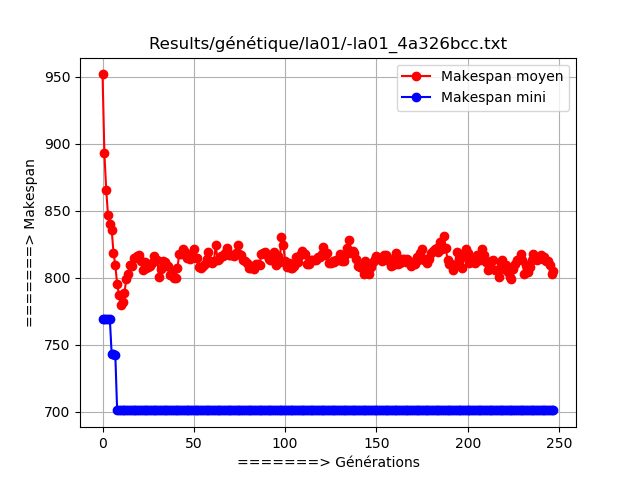 Results/génétique/la01/-la01_4a326bcc.txt
Makespan moyen
Makespan mini
=======> Makespan
950
900
850
800
750
700
0 50 100 150 200 250
=======> Générations